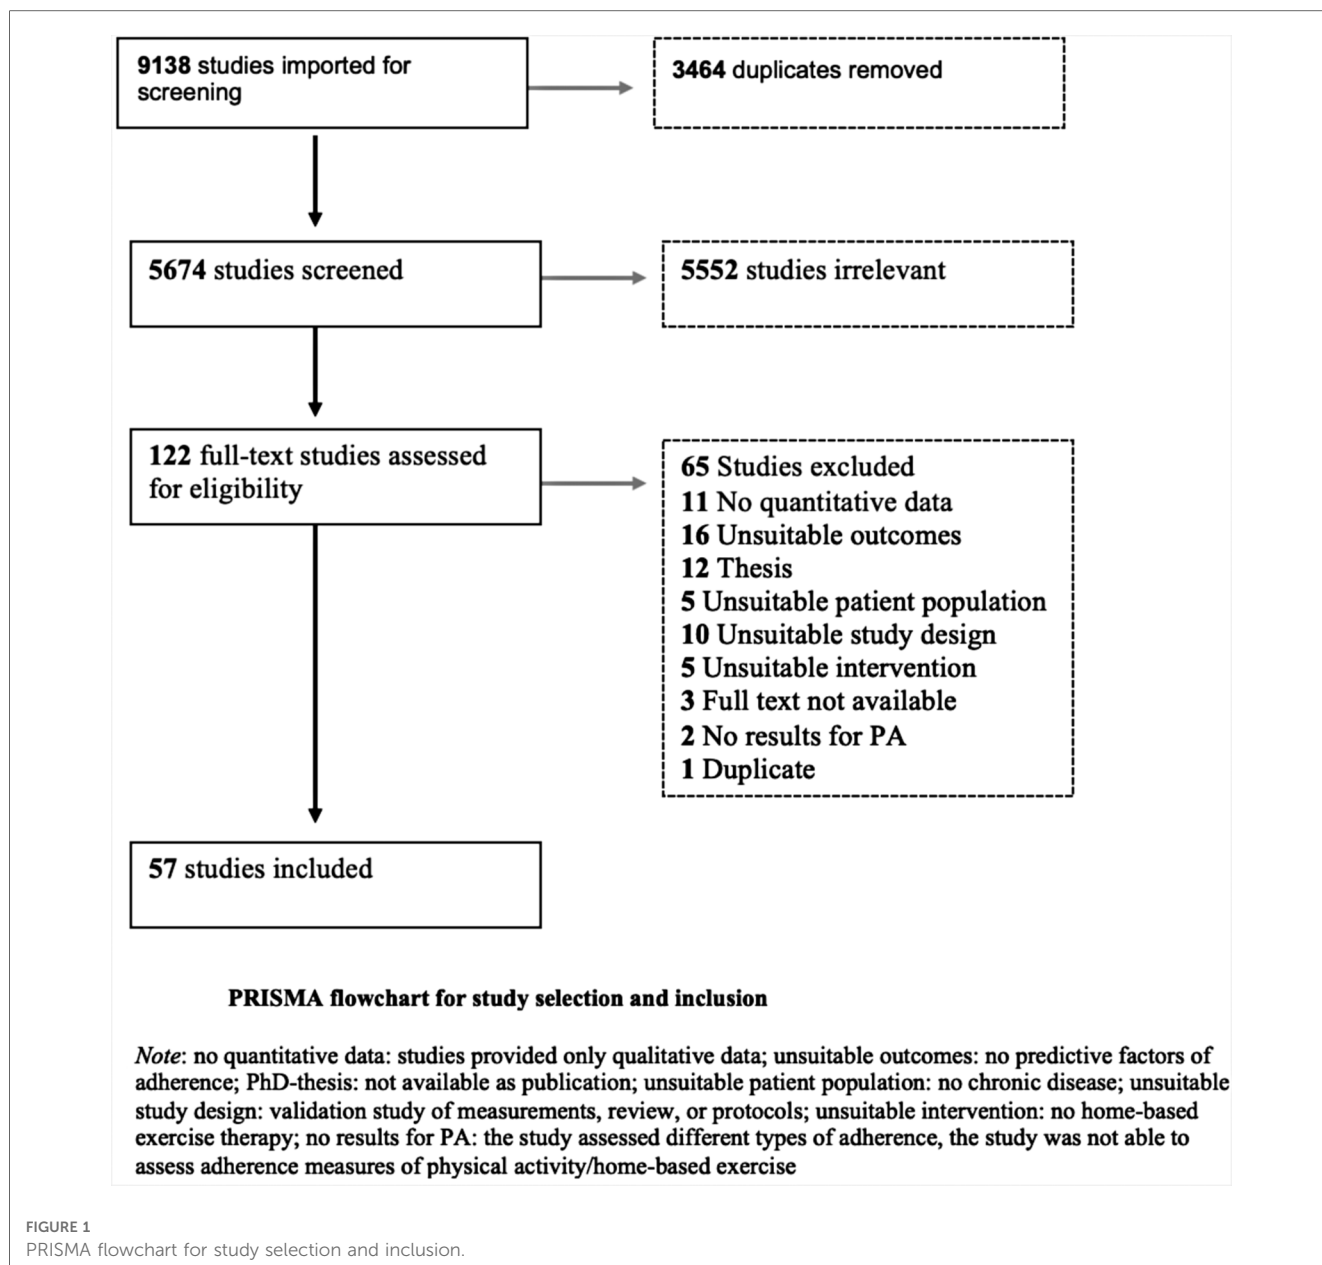 9138 studies imported for
screening
3464 duplicates removed
5674 studies screened
5552 studies irrelevant
122 full-text studies assessed
for eligibility
65 Studies excluded
11 No quantitative data
16 Unsuitable outcomes
12 Thesis
5 Unsuitable patient population
10 Unsuitable study design
5 Unsuitable intervention
3 Full text not available
2 No results for PA
1 Duplicate
57 studies included
PRISMA flowchart for study selection and inclusion
Note: no quantitative data: studies provided only qualitative data; unsuitable outcomes: no predictive factors of
adherence; PhD-thesis: not available as publication; unsuitable patient population: no chronic disease; unsuitable
study design: validation study of measurements, review, or protocols; unsuitable intervention: no home-based
exercise therapy; no results for PA: the study assessed different types of adherence, the study was not able to
assess adherence measures of physical activity/home-based exercise
FIGURE 1
PRISMA flowchart for study selection and inclusion.